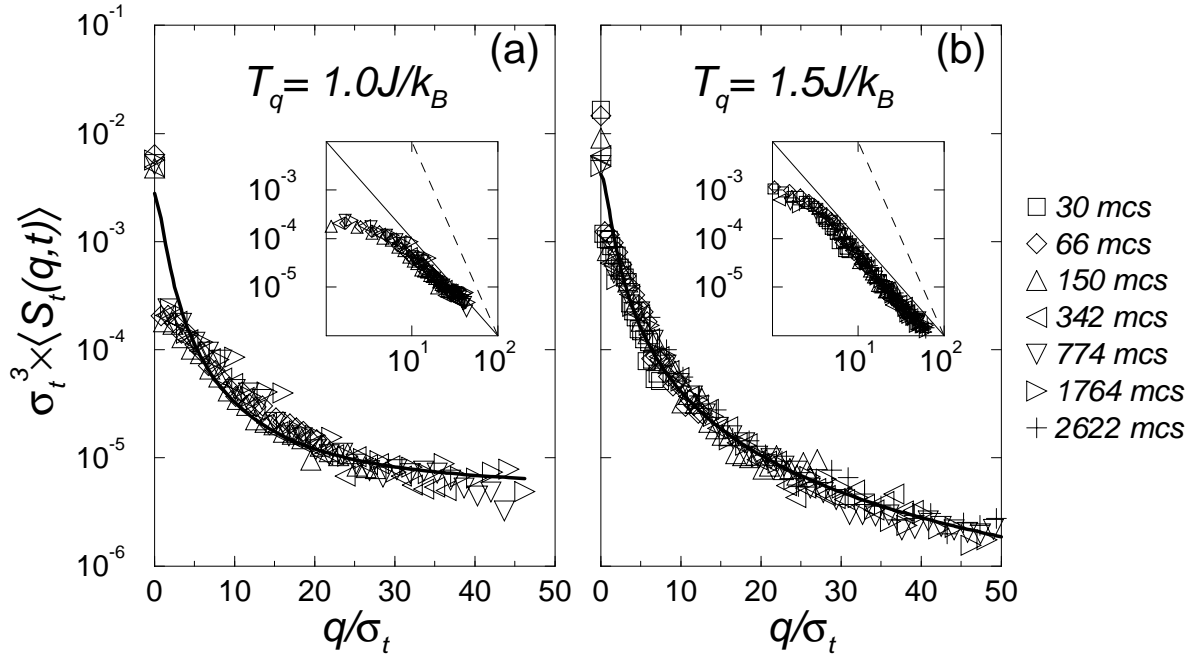 (a)
T_q = 1.0J/k_B
(b)
T_q = 1.5J/k_B
σ_t^3×⟨S_t(q,t)⟩
10^-1
10^-2
10^-3
10^-4
10^-5
10^-6
10^-3
10^-4
10^-5
10^1
10^2
10^-3
10^-4
10^-5
10^1
10^2
30 mcs
66 mcs
150 mcs
342 mcs
774 mcs
1764 mcs
2622 mcs
0 10 20 30 40 50
0 10 20 30 40 50
q/σ_t
q/σ_t